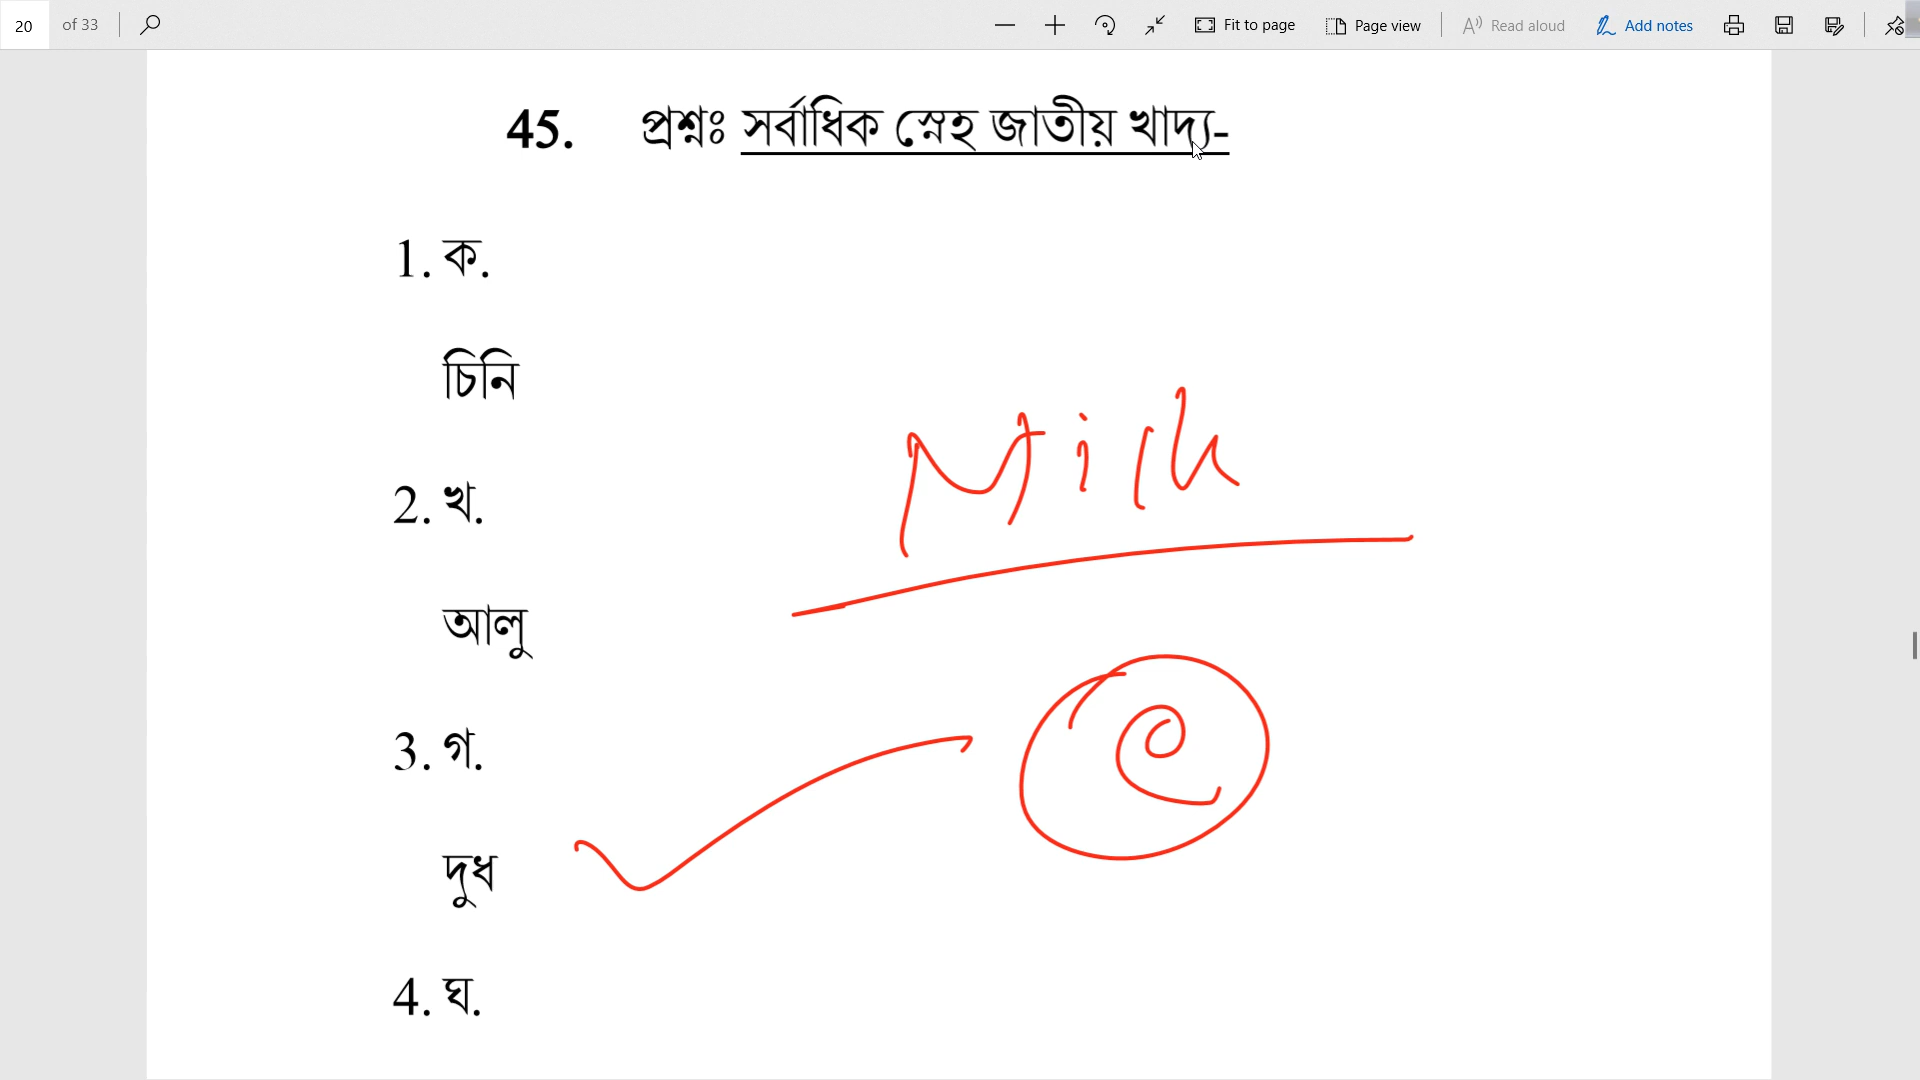 20 of 33 Fit to page Page view Read aloud Add notes
45. প্রশ্নঃ সর্বাধিক স্নেহ জাতীয় খাদ্য-
1. ক.
চিনি
Milk
2. খ.
আলু
3. গ.
দুধ
4. ঘ.